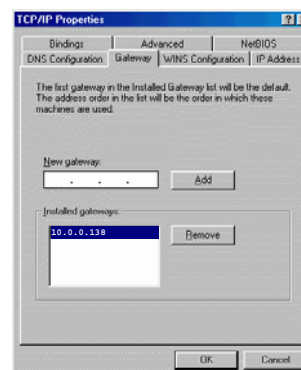 TCP/IP Properties
Bindings Advanced NetBIOS
DNS Configuration Gateway WINS Configuration IP Address
The first gateway in the Installed Gateway list will be the default.
The address order in the list will be the order in which these
machines are used.
New gateway:
. . .
Add
Installed gateways:
10.0.0.138
Remove
OK Cancel